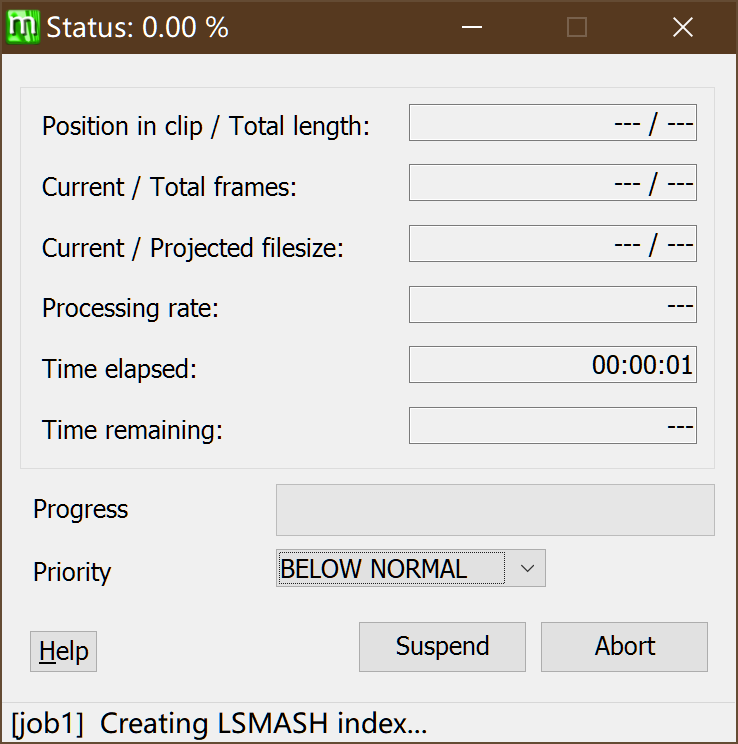 Status: 0.00 %
Position in clip / Total length: --- / ---
Current / Total frames: --- / ---
Current / Projected filesize: --- / ---
Processing rate: ---
Time elapsed: 00:00:01
Time remaining: ---
Progress
Priority BELOW NORMAL
Help Suspend Abort
[job1] Creating LSMASH index...